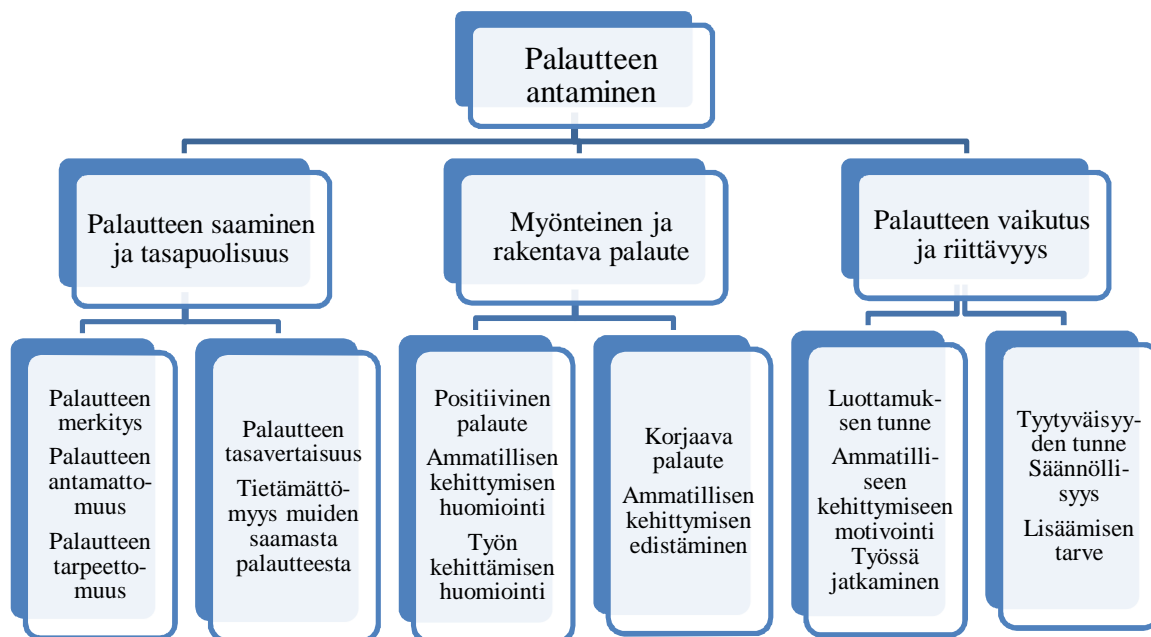 Palautteen
antaminen
Palautteen saaminen
ja tasapuolisuus
Myönteinen ja
rakentava palaute
Palautteen vaikutus
ja riittävyys
Palautteen
merkitys
Palautteen
antamatto-
muus
Palautteen
tarpeetto-
muus
Palautteen
tasavertaisuus
Tietämättö-
myys muiden
saamasta
palautteesta
Positiivinen
palaute
Ammatillisen
kehittymisen
huomiointi
Työn
kehittämisen
huomiointi
Korjaava
palaute
Ammatillisen
kehittymisen
edistäminen
Luottamuk-
sen tunne
Ammatilli-
seen
kehittymiseen
motivointi
Työssä
jatkaminen
Tyytyväisyy-
den tunne
Säännölli-
syys
Lisäämisen
tarve